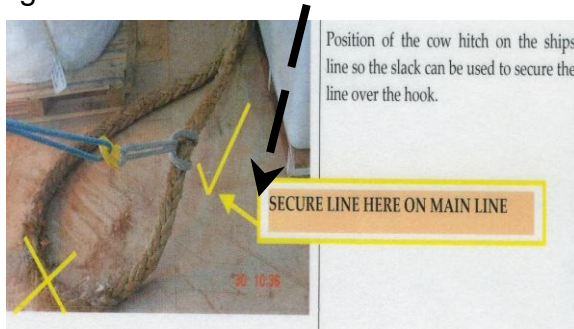 Position of the cow hitch on the ships
line so the slack can be used to secure the
line over the hook.
SECURE LINE HERE ON MAIN LINE
30 10:36